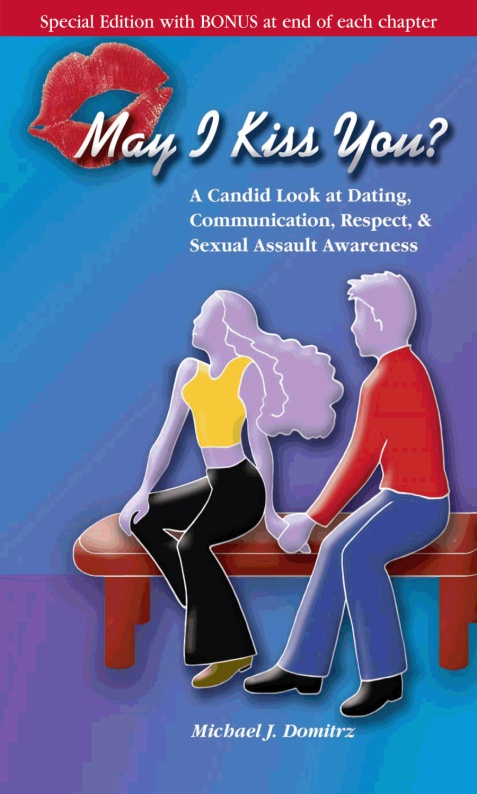 Special Edition with BONUS at end of each chapter
May I Kiss You?
A Candid Look at Dating,
Communication, Respect, &
Sexual Assault Awareness
Michael J. Domitrz